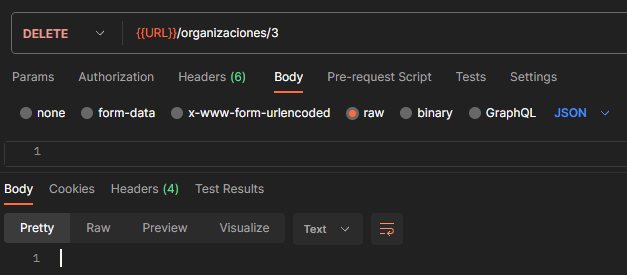 DELETE {{URL}}/organizaciones/3
Params Authorization Headers (6) Body Pre-request Script Tests Settings
none form-data x-www-form-urlencoded raw binary GraphQL JSON
1
Body Cookies Headers (4) Test Results
Pretty Raw Preview Visualize Text
1